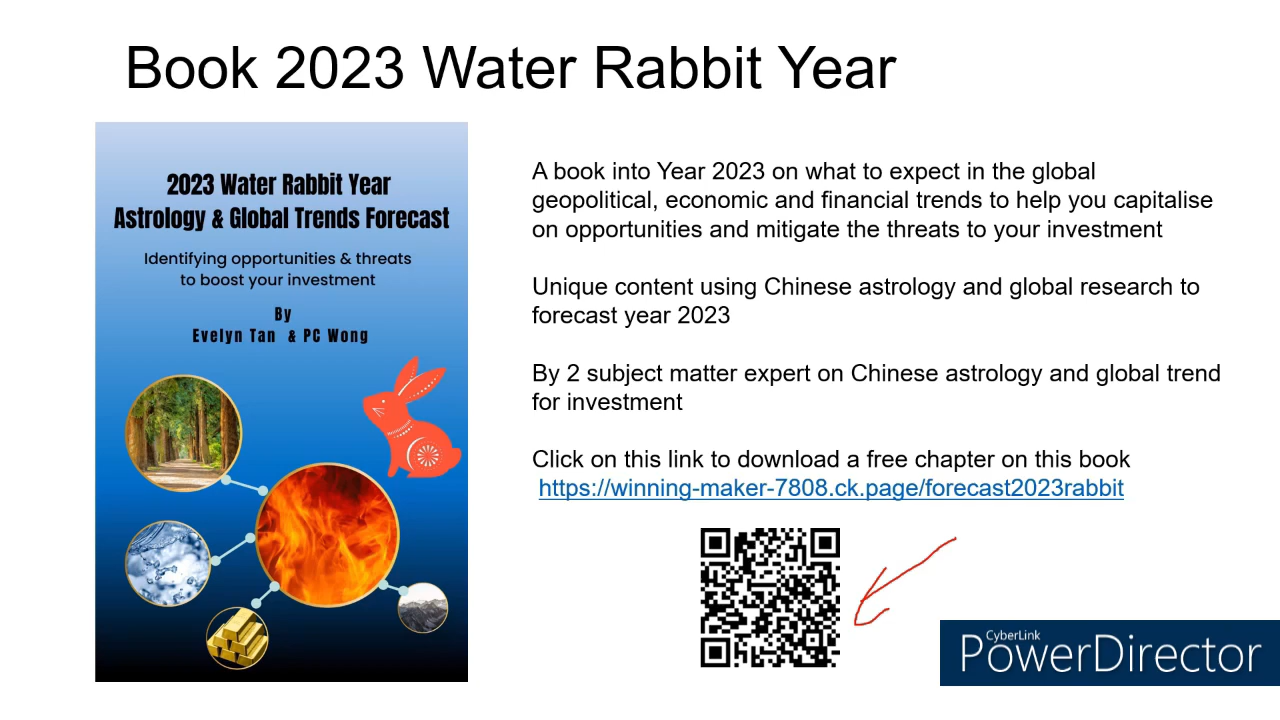 Book 2023 Water Rabbit Year
2023 Water Rabbit Year
Astrology & Global Trends Forecast
Identifying opportunities & threats
to boost your investment
By
Evelyn Tan & PC Wong
A book into Year 2023 on what to expect in the global
geopolitical, economic and financial trends to help you capitalise
on opportunities and mitigate the threats to your investment
Unique content using Chinese astrology and global research to
forecast year 2023
By 2 subject matter expert on Chinese astrology and global trend
for investment
Click on this link to download a free chapter on this book
https://winning-maker-7808.ck.page/forecast2023rabbit
CyberLink
PowerDirector